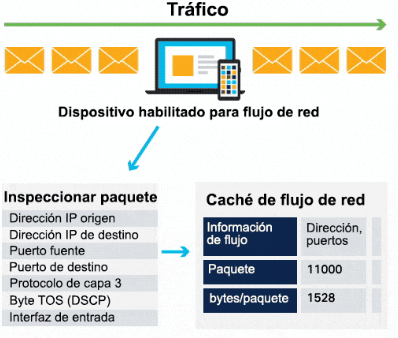 Tráfico
Dispositivo habilitado para flujo de red
Inspeccionar paquete
Dirección IP origen
Dirección IP de destino
Puerto fuente
Puerto de destino
Protocolo de capa 3
Byte TOS (DSCP)
Interfaz de entrada
Caché de flujo de red
Información
de flujo
Dirección,
puertos
Paquete
11000
bytes/paquete
1528